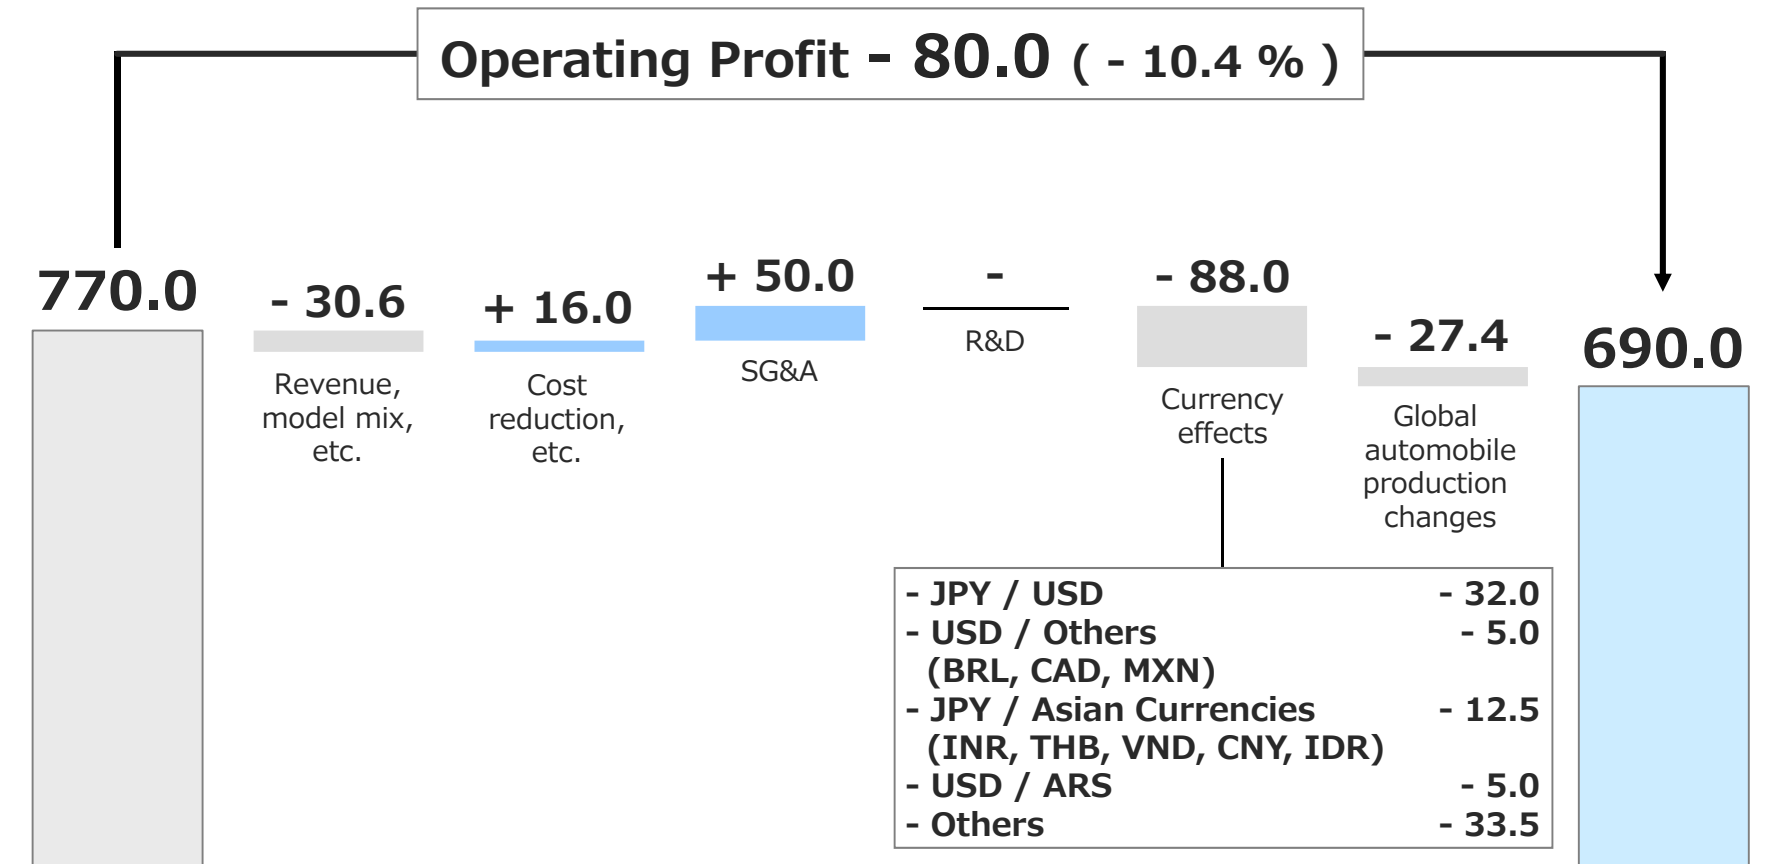 Operating Profit - 80.0 ( - 10.4 % )
770.0
- 30.6
Revenue,
model mix,
etc.
+ 16.0
Cost
reduction,
etc.
+ 50.0
SG&A
-
R&D
- 88.0
Currency
effects
- 27.4
Global
automobile
production
changes
690.0
- JPY / USD - 32.0
- USD / Others - 5.0
(BRL, CAD, MXN)
- JPY / Asian Currencies - 12.5
(INR, THB, VND, CNY, IDR)
- USD / ARS - 5.0
- Others - 33.5